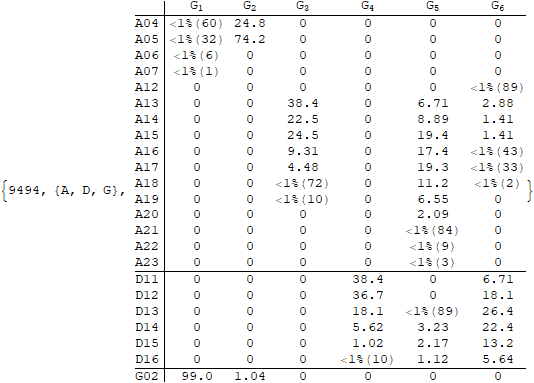 G1 G2 G3 G4 G5 G6
A04 <1%(60) 24.8 0 0 0 0
A05 <1%(32) 74.2 0 0 0 0
A06 <1%(6) 0 0 0 0 0
A07 <1%(1) 0 0 0 0 0
A12 0 0 0 0 0 <1%(89)
A13 0 0 38.4 0 6.71 2.88
A14 0 0 22.5 0 8.89 1.41
A15 0 0 24.5 0 19.4 1.41
A16 0 0 9.31 0 17.4 <1%(43)
A17 0 0 4.48 0 19.3 <1%(33)
A18 0 0 <1%(72) 0 11.2 <1%(2)
{9494, {A, D, G}, A19 0 0 <1%(10) 0 6.55 0 }
A20 0 0 0 0 2.09 0
A21 0 0 0 0 <1%(84) 0
A22 0 0 0 0 <1%(9) 0
A23 0 0 0 0 <1%(3) 0
D11 0 0 0 38.4 0 6.71
D12 0 0 0 36.7 0 18.1
D13 0 0 0 18.1 <1%(89) 26.4
D14 0 0 0 5.62 3.23 22.4
D15 0 0 0 1.02 2.17 13.2
D16 0 0 0 <1%(10) 1.12 5.64
G02 99.0 1.04 0 0 0 0